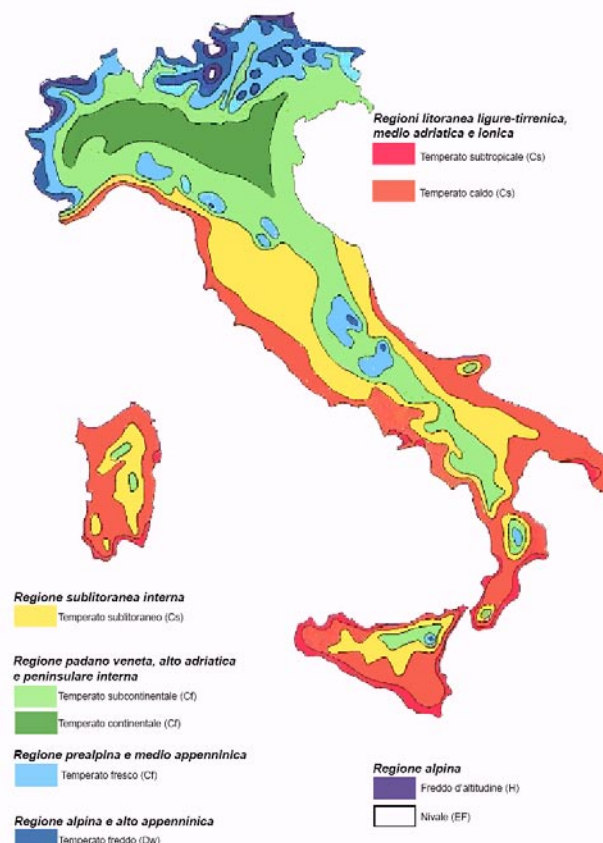 Regioni litoranea ligure-tirrenica,
medio adriatica e ionica
Temperato subtropicale (Cs)
Temperato caldo (Cs)
Regione sublitoranea interna
Temperato sublitoraneo (Cs)
Regione padano veneta, alto adriatica
e peninsulare interna
Temperato subcontinentale (Cf)
Temperato continentale (Cf)
Regione prealpina e medio appenninica
Temperato fresco (Cf)
Regione alpina e alto appenninica
Temperato freddo (Dw)
Regione alpina
Freddo d'altitudine (H)
Nivale (EF)